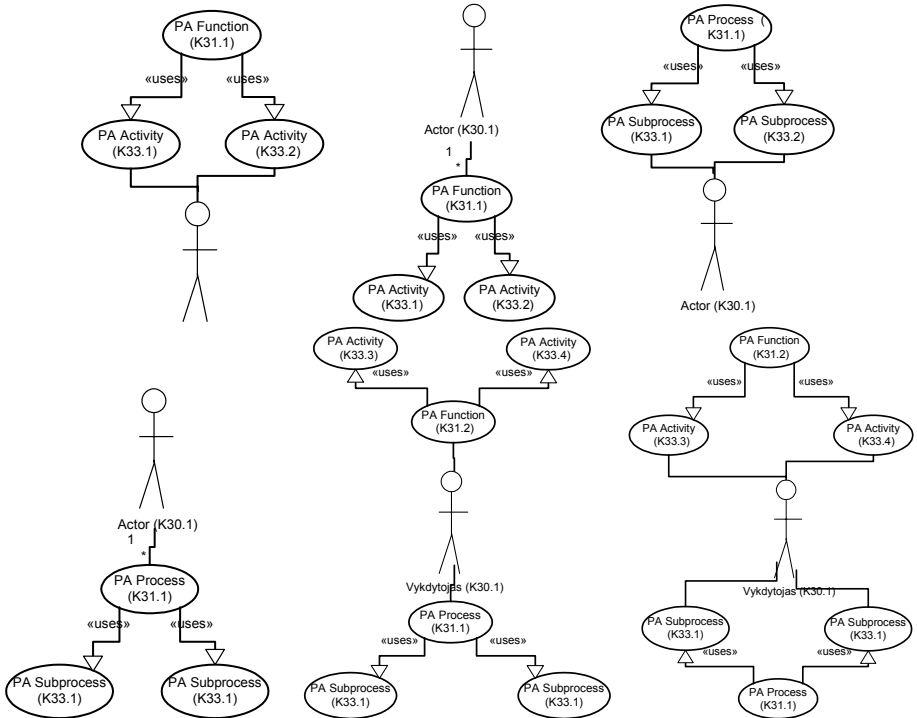 PA Function
(K31.1)
«uses»
«uses»
PA Activity
(K33.1)
PA Activity
(K33.2)
Actor (K30.1)
1
*
PA Function
(K31.1)
«uses»
«uses»
PA Activity
(K33.1)
PA Activity
(K33.2)
PA Process (
K31.1)
«uses»
«uses»
PA Subprocess
(K33.1)
PA Subprocess
(K33.2)
Actor (K30.1)
PA Activity
(K33.3)
PA Activity
(K33.4)
«uses»
«uses»
PA Function
(K31.2)
Vykdytojas (K30.1)
PA Process
(K31.1)
«uses»
«uses»
PA Subprocess
(K33.1)
PA Subprocess
(K33.1)
PA Function
(K31.2)
«uses»
«uses»
PA Activity
(K33.3)
PA Activity
(K33.4)
Vykdytojas (K30.1)
PA Subprocess
(K33.1)
PA Subprocess
(K33.1)
«uses»
«uses»
PA Process
(K31.1)
Actor (K30.1)
1
*
PA Process
(K31.1)
«uses»
«uses»
PA Subprocess
(K33.1)
PA Subprocess
(K33.1)